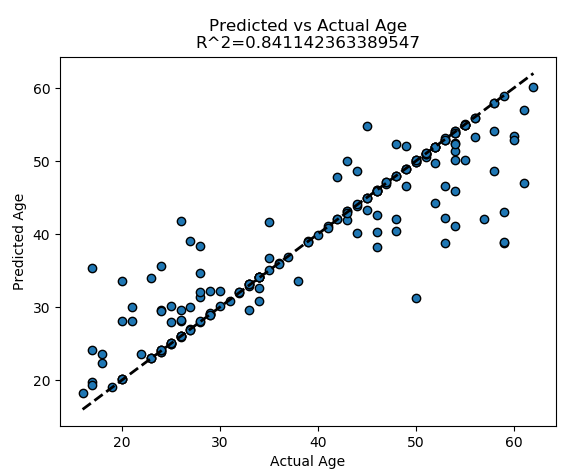 Predicted vs Actual Age
R^2=0.841142363389547
60
50
40
30
20
Predicted Age
20 30 40 50 60
Actual Age